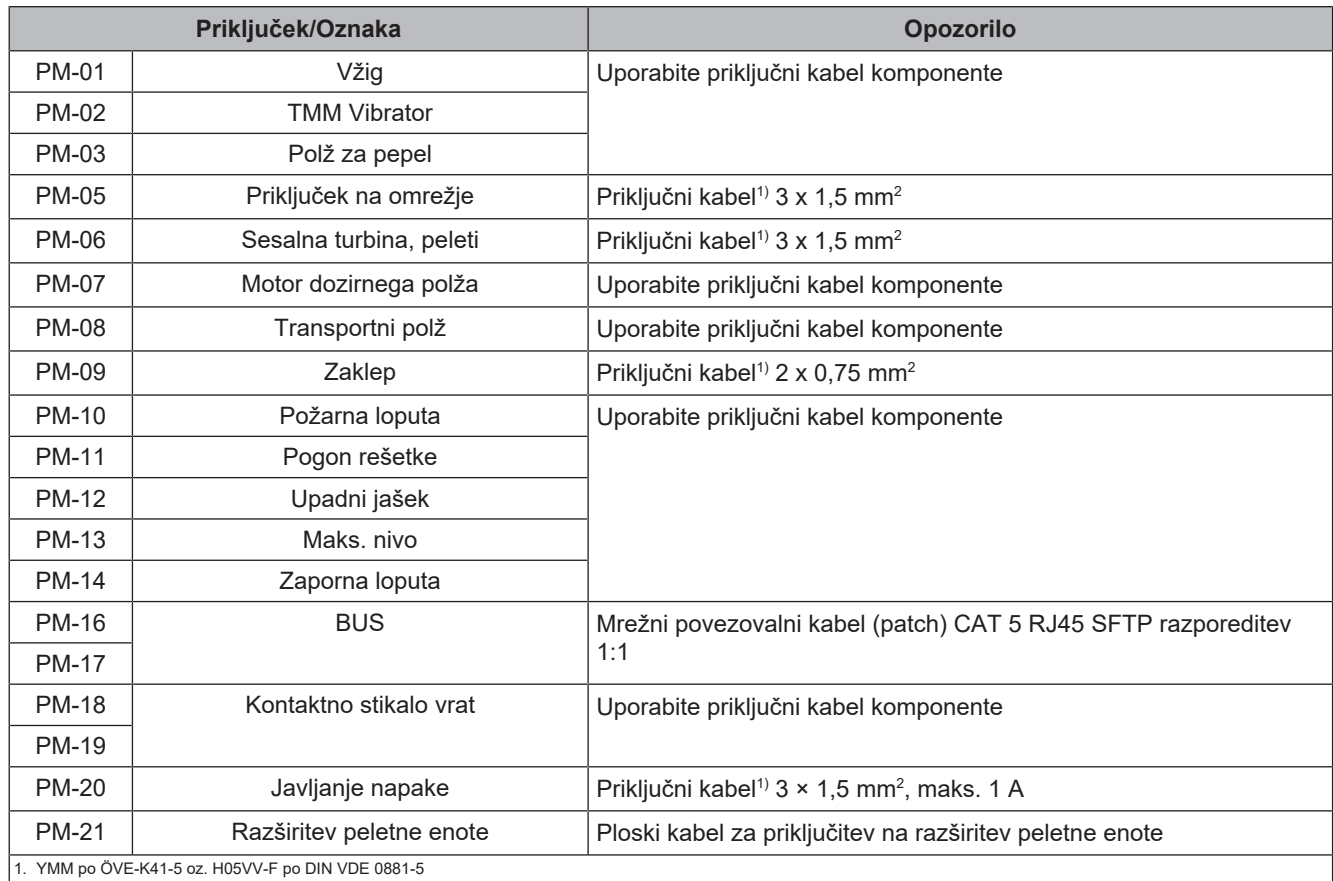 Priključek/Oznaka Opozorilo
PM-01 Vžig Uporabite priključni kabel komponente
PM-02 TMM Vibrator
PM-03 Polž za pepel
PM-05 Priključek na omrežje Priključni kabel¹⁾ 3 x 1,5 mm²
PM-06 Sesalna turbina, peleti Priključni kabel¹⁾ 3 x 1,5 mm²
PM-07 Motor dozirnega polža Uporabite priključni kabel komponente
PM-08 Transportni polž Uporabite priključni kabel komponente
PM-09 Zaklep Priključni kabel¹⁾ 2 x 0,75 mm²
PM-10 Požarna loputa Uporabite priključni kabel komponente
PM-11 Pogon rešetke
PM-12 Upadni jašek
PM-13 Maks. nivo
PM-14 Zaporna loputa
PM-16 BUS Mrežni povezovalni kabel (patch) CAT 5 RJ45 SFTP razporeditev
PM-17 1:1
PM-18 Kontaktno stikalo vrat Uporabite priključni kabel komponente
PM-19
PM-20 Javljanje napake Priključni kabel¹⁾ 3 × 1,5 mm², maks. 1 A
PM-21 Razširitev peletne enote Ploski kabel za priključitev na razširitev peletne enote
1. YMM po ÖVE-K41-5 oz. H05VV-F po DIN VDE 0881-5